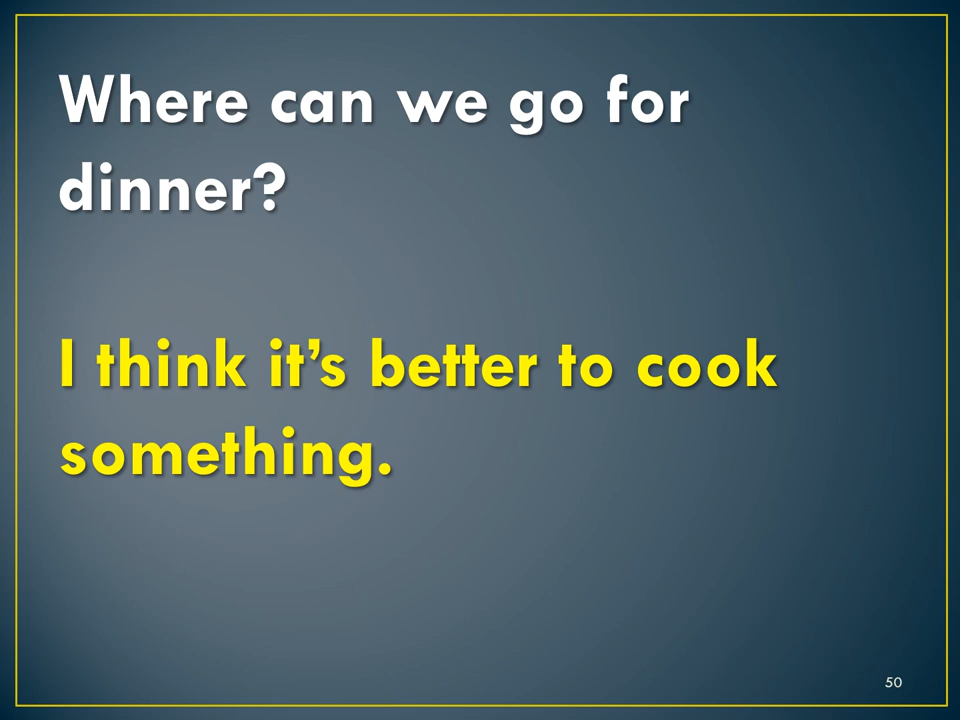 Where can we go for
dinner?
I think it’s better to cook
something.
50